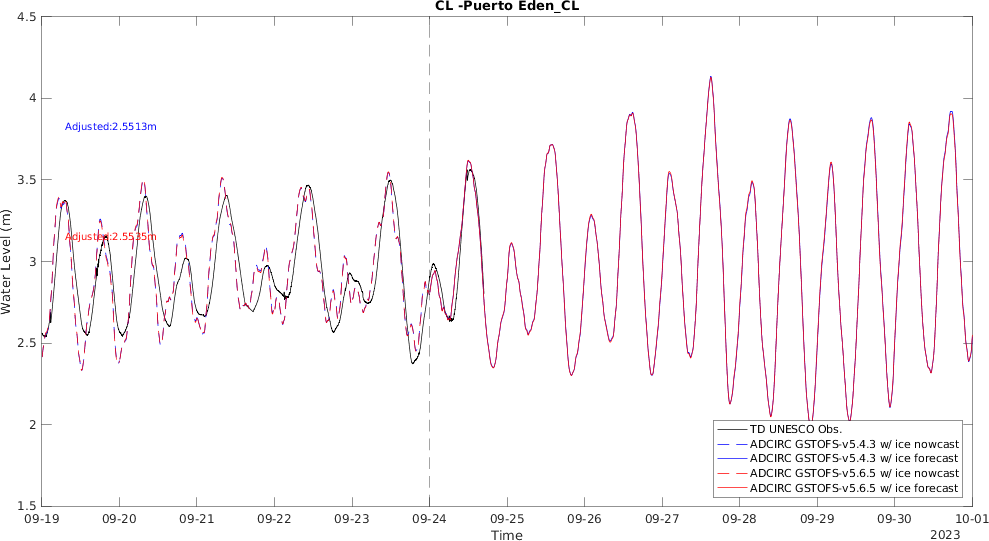 CL -Puerto Eden_CL
4.5
4
3.5
3
2.5
2
1.5
Water Level (m)
Adjusted:2.5513m
Adjusted:2.5535m
TD UNESCO Obs.
ADCIRC GSTOFS-v5.4.3 w/ ice nowcast
ADCIRC GSTOFS-v5.4.3 w/ ice forecast
ADCIRC GSTOFS-v5.6.5 w/ ice nowcast
ADCIRC GSTOFS-v5.6.5 w/ ice forecast
09-19 09-20 09-21 09-22 09-23 09-24 09-25 09-26 09-27 09-28 09-29 09-30 10-01
Time
2023